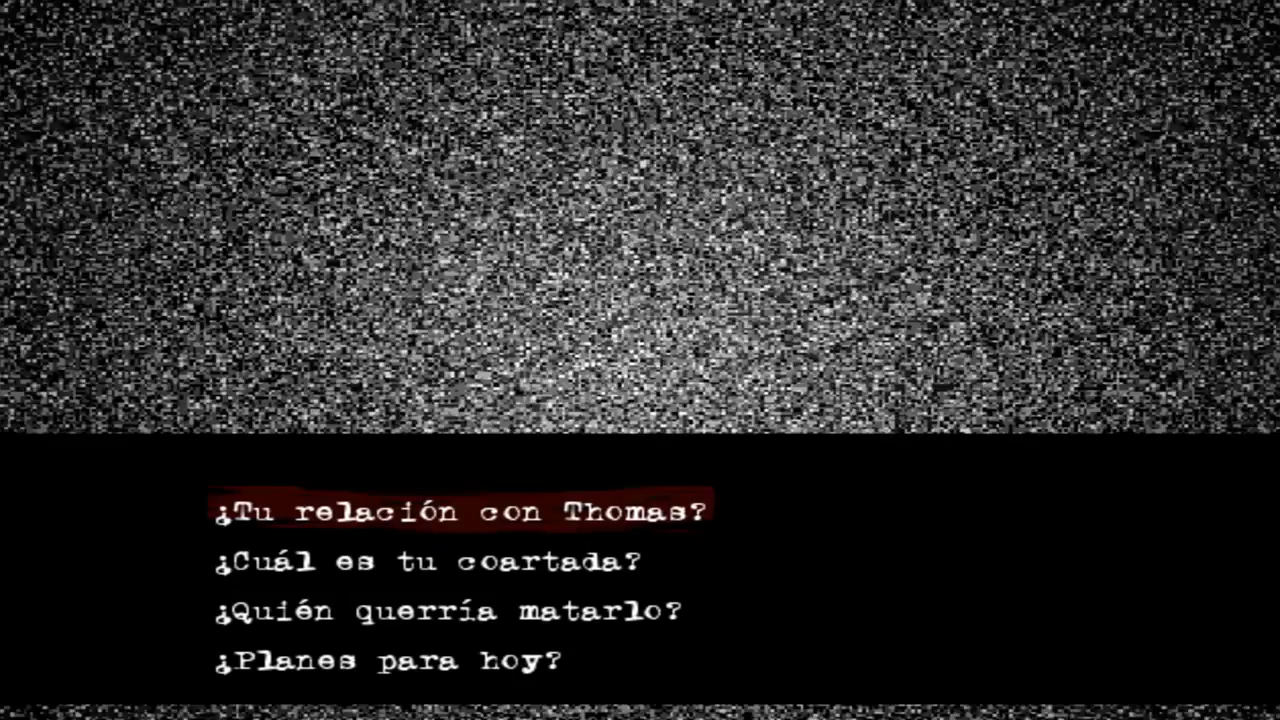 ¿Tu relación con Thomas?
¿Cuál es tu coartada?
¿Quién querría matarlo?
¿Planes para hoy?